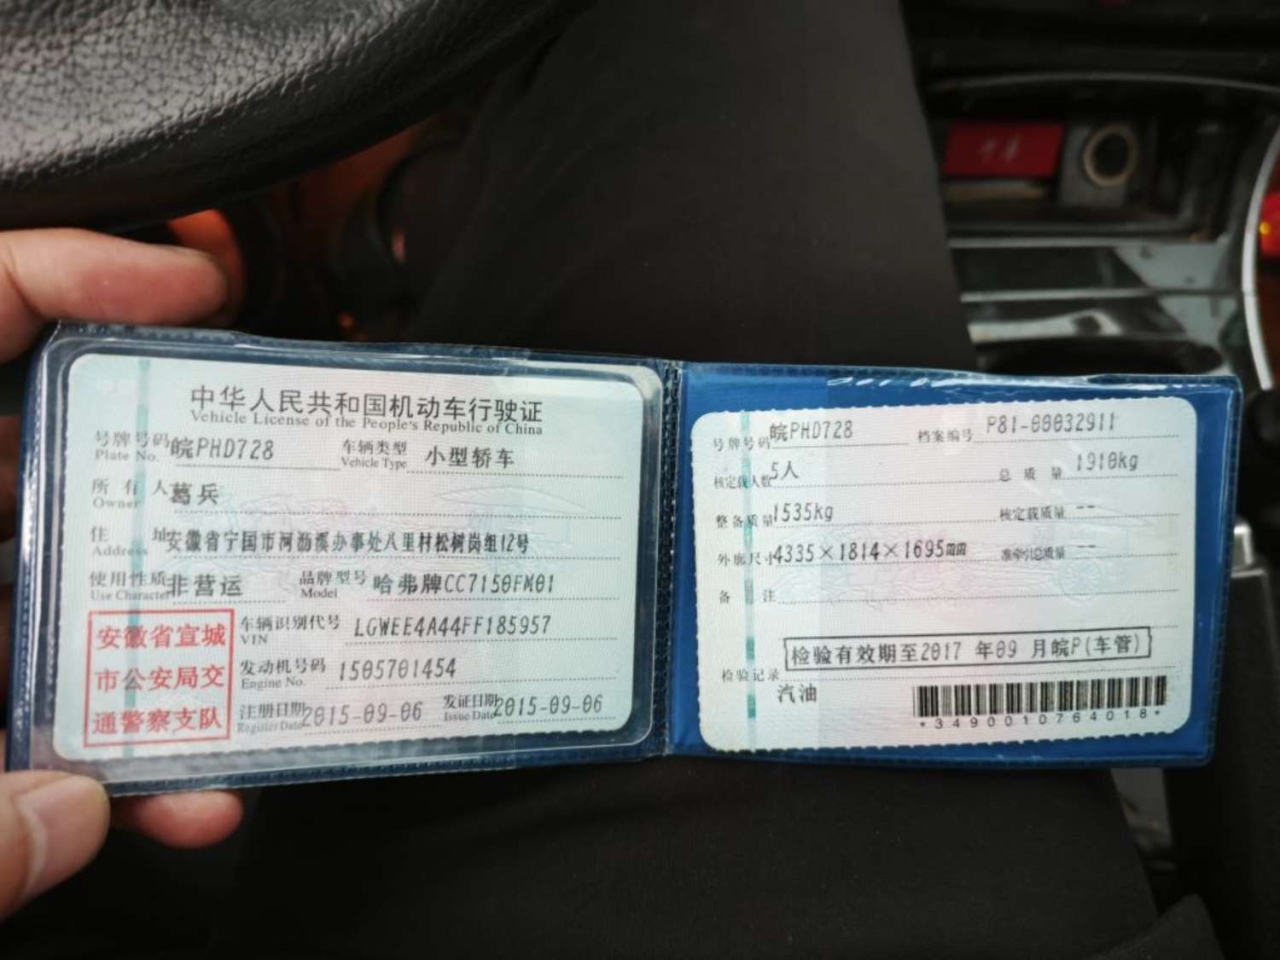 中华人民共和国机动车行驶证
Vehicle License of the People's Republic of China
号牌号码 皖PHD728 车辆类型 小型轿车
Plate No. Vehicle Type
所有人 葛兵
Owner
住址 安徽省宁国市河沥溪办事处八里村松树岗组12号
Address
使用性质 非营运 品牌型号 哈弗牌CC7150FM01
Use Character Model
安徽省宣城
市公安局交
通警察支队
车辆识别代号 LGWEE4A44FF185957
VIN
发动机号码 1505701454
Engine No.
注册日期 2015-09-06 发证日期 2015-09-06
Register Date Issue Date
号牌号码 皖PHD728 档案编号 P81-00032911
核定载人数 5人 总质量 1910kg
整备质量 1535kg 核定载质量 --
外廓尺寸 4335×1814×1695mm 准牵引总质量 --
备注
检验有效期至2017年09月皖P(车管)
检验记录
汽油
*3490010764018*